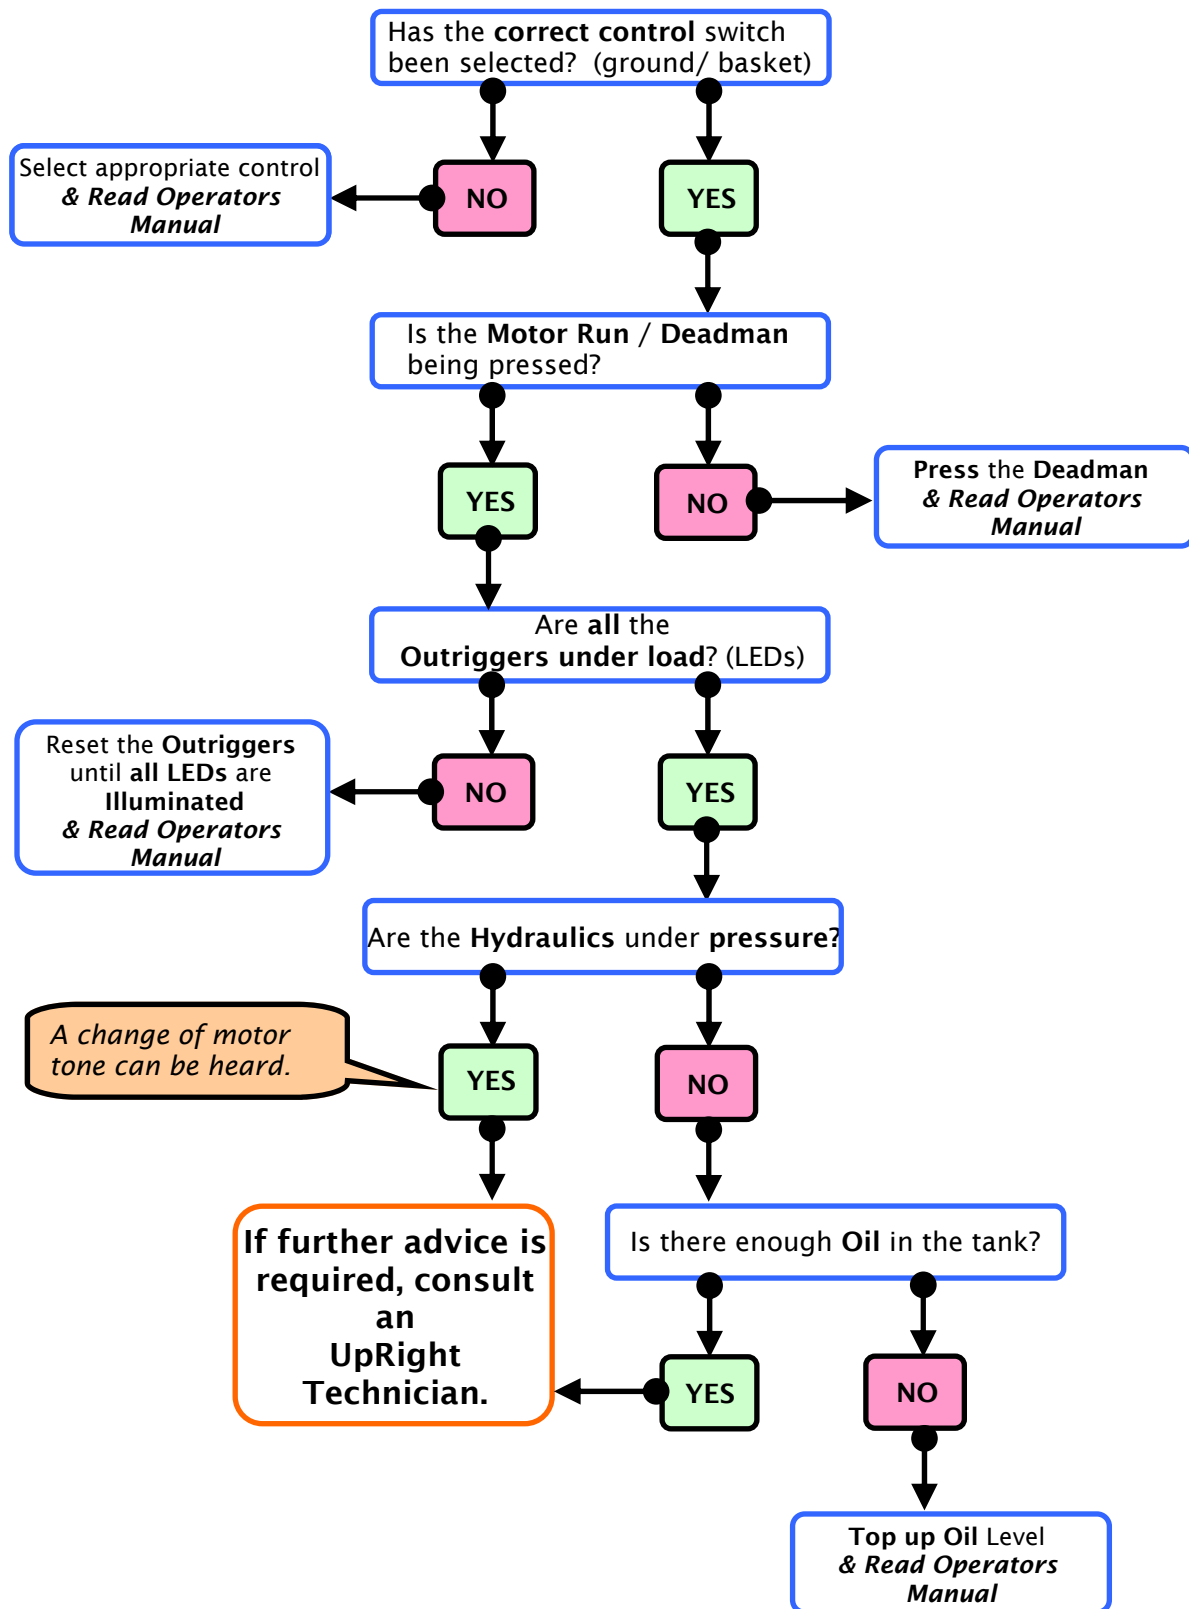 Has the correct control switch
been selected?  (ground/ basket)
NO
YES
Select appropriate control
& Read Operators
Manual
Is the Motor Run / Deadman
being pressed?
YES
NO
Press the Deadman
& Read Operators
Manual
Are all the
Outriggers under load? (LEDs)
NO
YES
Reset the Outriggers
until all LEDs are
Illuminated
& Read Operators
Manual
Are the Hydraulics under pressure?
A change of motor
tone can be heard.
YES
NO
If further advice is
required, consult
an
UpRight
Technician.
Is there enough Oil in the tank?
YES
NO
Top up Oil Level
& Read Operators
Manual